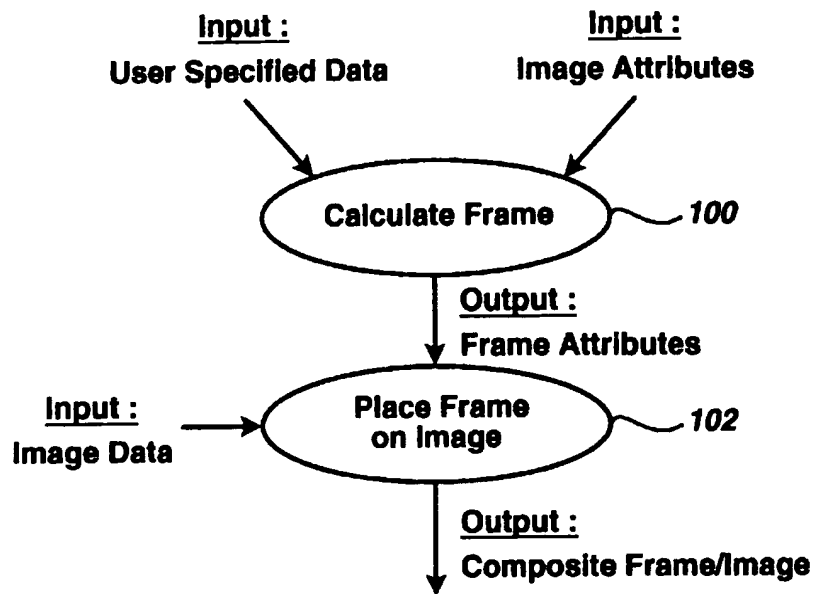 Input :
User Specified Data
Input :
Image Attributes
Calculate Frame
100
Output :
Frame Attributes
Input :
Image Data
Place Frame
on Image
102
Output :
Composite Frame/Image